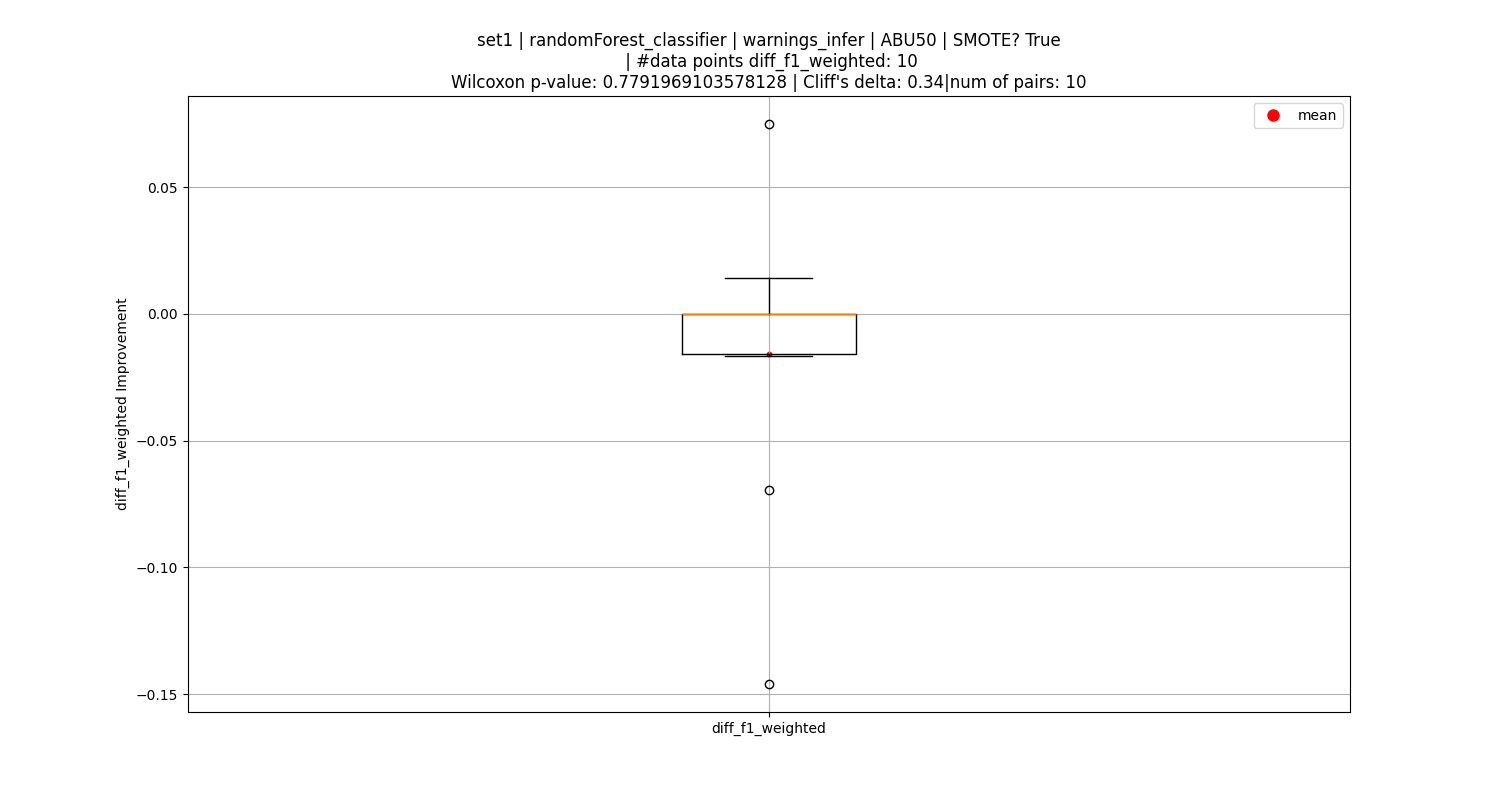 set1 | randomForest_classifier | warnings_infer | ABU50 | SMOTE? True
| #data points diff_f1_weighted: 10
Wilcoxon p-value: 0.7791969103578128 | Cliff's delta: 0.34|num of pairs: 10
mean
0.05
0.00
−0.05
−0.10
−0.15
diff_f1_weighted Improvement
diff_f1_weighted